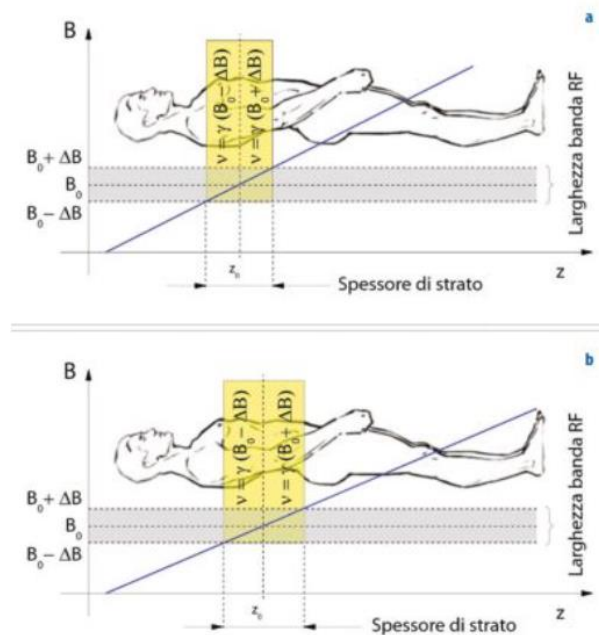 a
B
ν = γ (B₀ – ΔB)
ν = γ (B₀ + ΔB)
B₀ + ΔB
B₀
B₀ – ΔB
Larghezza banda RF
z₀
Spessore di strato
Z
b
B
ν = γ (B₀ – ΔB)
ν = γ (B₀ + ΔB)
B₀ + ΔB
B₀
B₀ – ΔB
Larghezza banda RF
z₀
Spessore di strato
Z